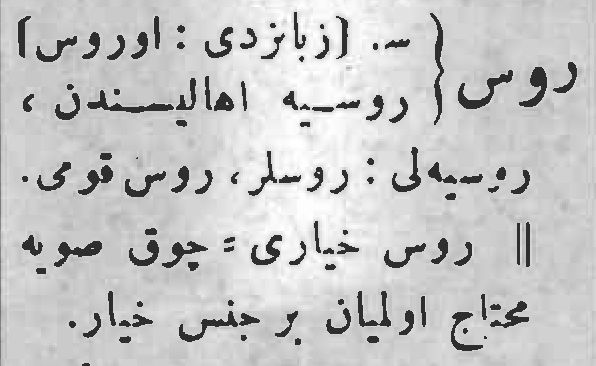 روس { س. [زبانزدی : اوروس]
روسیه اهالیسندن ،
روسیه‌لی : روسلر، روس قومی.
|| روس خیاری = چوق صویه
محتاج اولمیان بر جنس خیار.